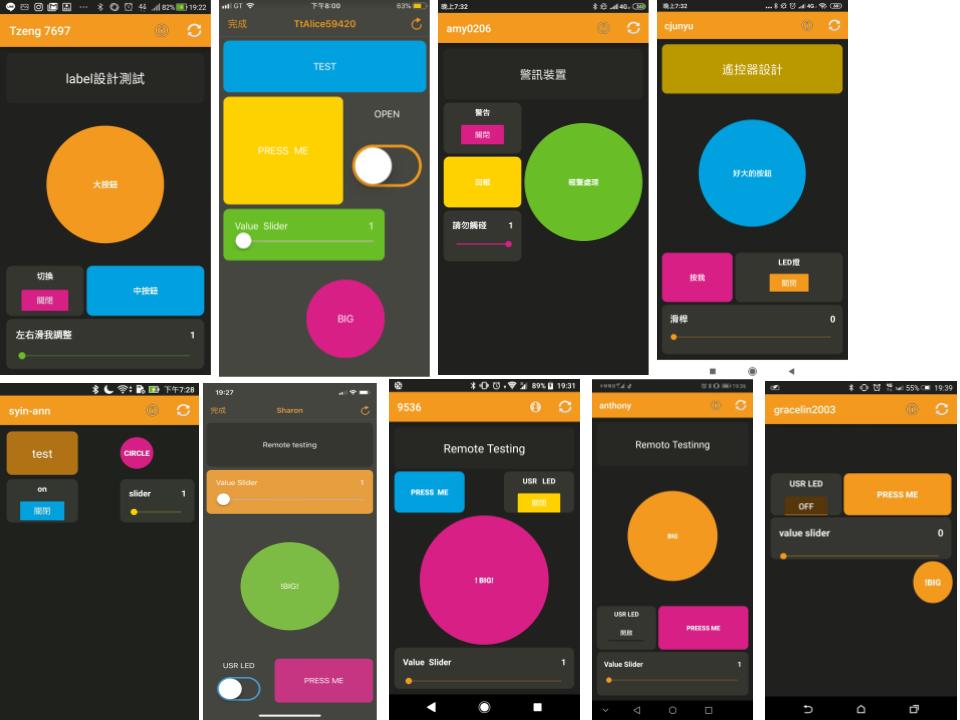 82% 19:22
Tzeng 7697
label設計測試
大按鈕
切換
關閉
中按鈕
左右滑我調整 1
GT 下午8:00 63%
完成 TtAlice59420
TEST
PRESS ME
OPEN
Value Slider 1
BIG
晚上7:32 4G
amy0206
警訊裝置
警告
關閉
回報
報警處理
請勿觸碰 1
晚上7:32 4G
cjunyu
遙控器設計
好大的按鈕
按我
LED燈
關閉
滑桿 0
下午7:28
syin-ann
test
CIRCLE
on
關閉
slider 1
19:27
完成 Sharon
Remote testing
Value Slider 1
!BIG!
USR LED
PRESS ME
89% 19:31
9536
Remote Testing
PRESS ME
USR LED
關閉
! BIG!
Value Slider 1
19:36
anthony
Remoto Testinng
BIG
USR LED
開啟
PREESS ME
Value Slider 1
55% 19:39
gracelin2003
USR LED
OFF
PRESS ME
value slider 0
!BIG